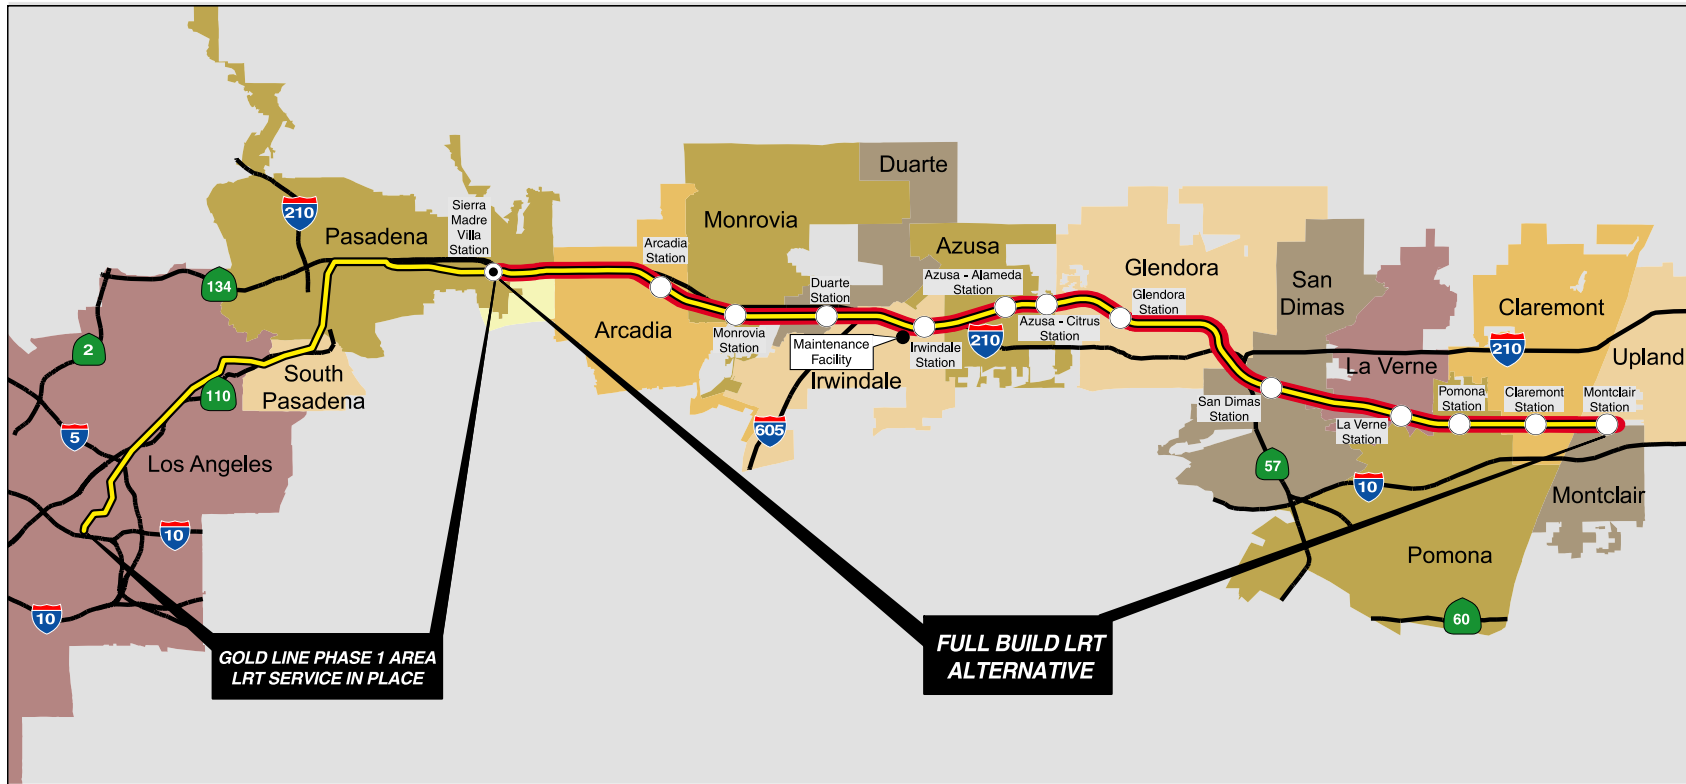 Duarte
210
Sierra
Madre
Villa
Station
Pasadena
Monrovia
Arcadia
Station
Azusa
Azusa - Alameda
Station
Glendora
San
Dimas
134
Duarte
Station
Glendora
Station
Claremont
Arcadia
Monrovia
Station
Maintenance
Facility
Irwindale
Station
Azusa - Citrus
Station
210
2
210
Upland
La Verne
South
Pasadena
110
Irwindale
San Dimas
Station
Pomona
Station
Claremont
Station
Montclair
Station
La Verne
Station
5
605
Los Angeles
57
10
Montclair
10
Pomona
10
60
GOLD LINE PHASE 1 AREA
LRT SERVICE IN PLACE
FULL BUILD LRT
ALTERNATIVE